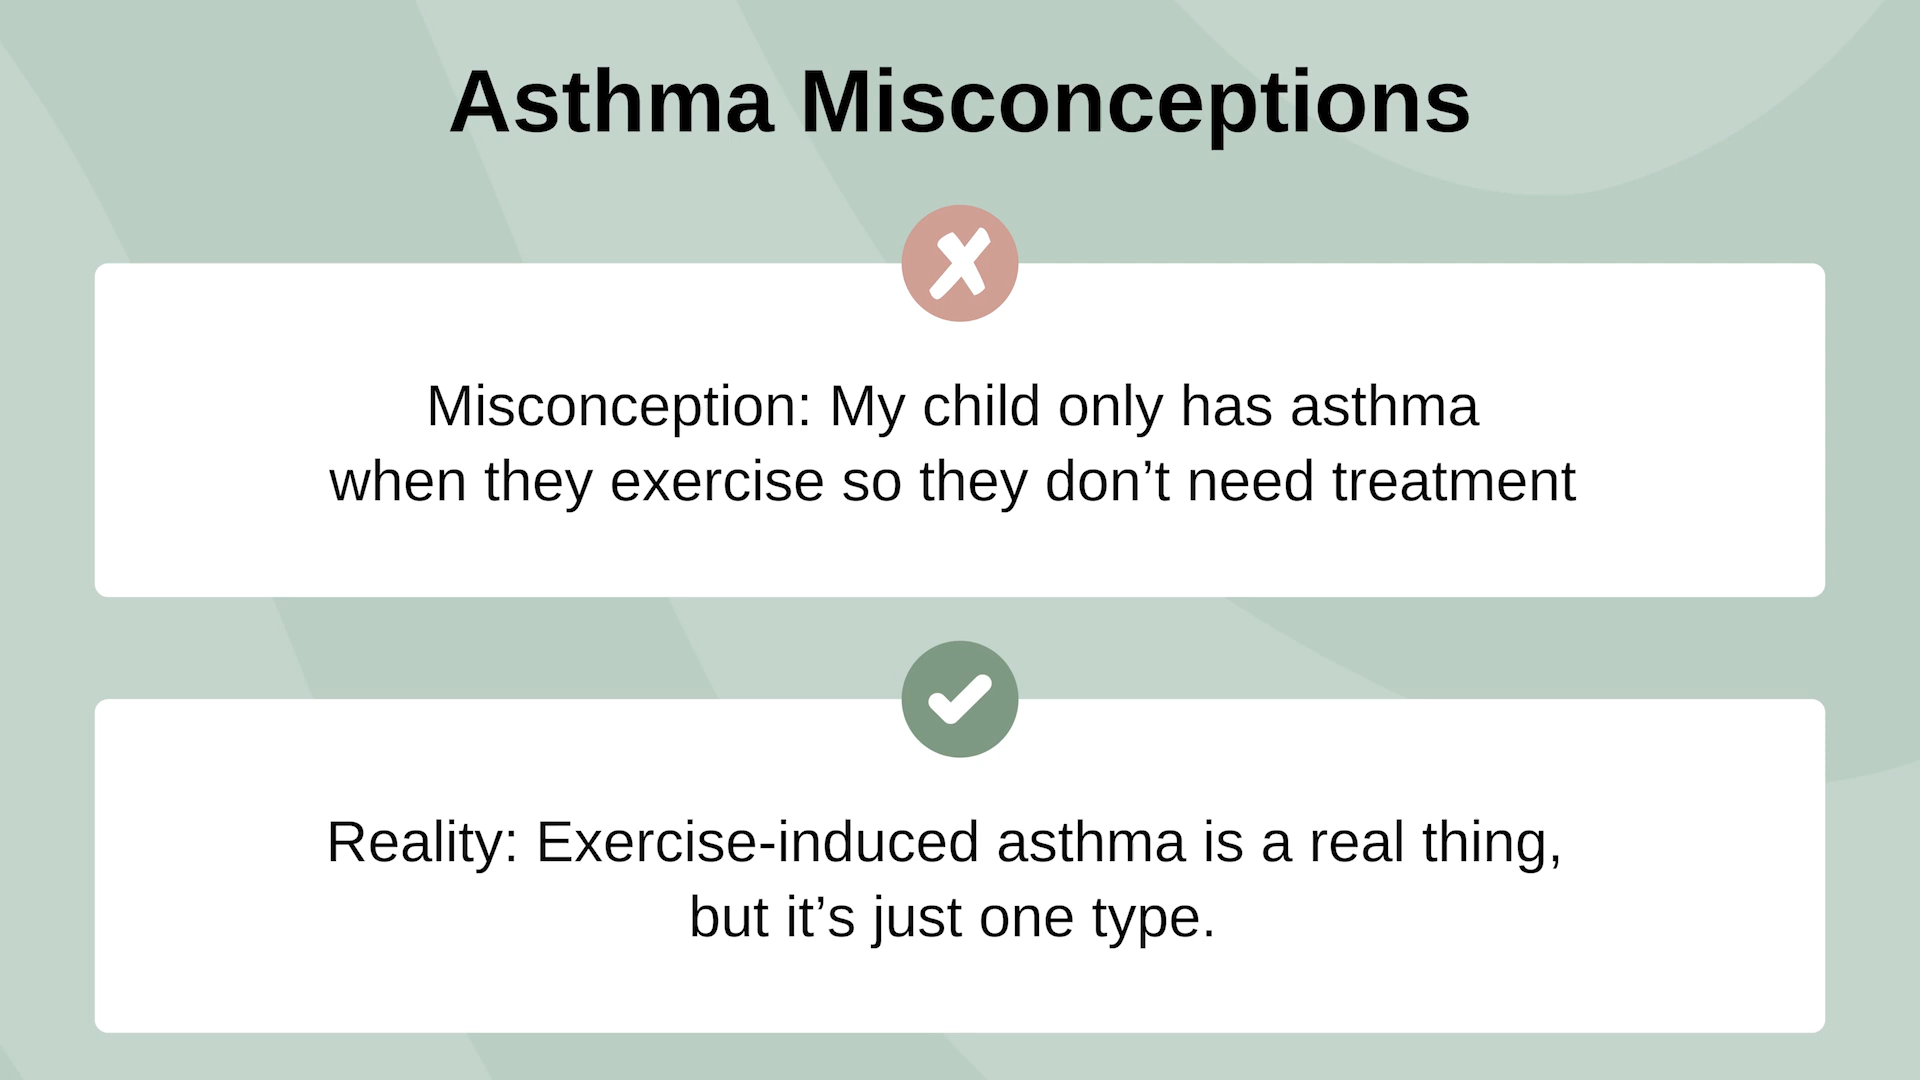 Asthma Misconceptions
Misconception: My child only has asthma
when they exercise so they don’t need treatment
Reality: Exercise-induced asthma is a real thing,
but it’s just one type.